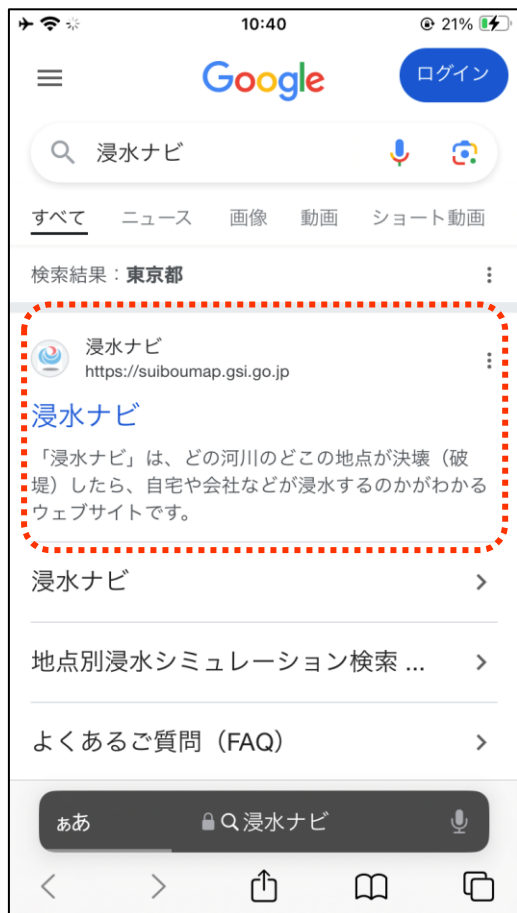 10:40
21%
Google
ログイン
浸水ナビ
すべて ニュース 画像 動画 ショート動画
検索結果：東京都
浸水ナビ
https://suiboumap.gsi.go.jp
浸水ナビ
「浸水ナビ」は、どの河川のどこの地点が決壊（破
堤）したら、自宅や会社などが浸水するのかがわかる
ウェブサイトです。
浸水ナビ
地点別浸水シミュレーション検索 ...
よくあるご質問（FAQ）
ぁあ 浸水ナビ